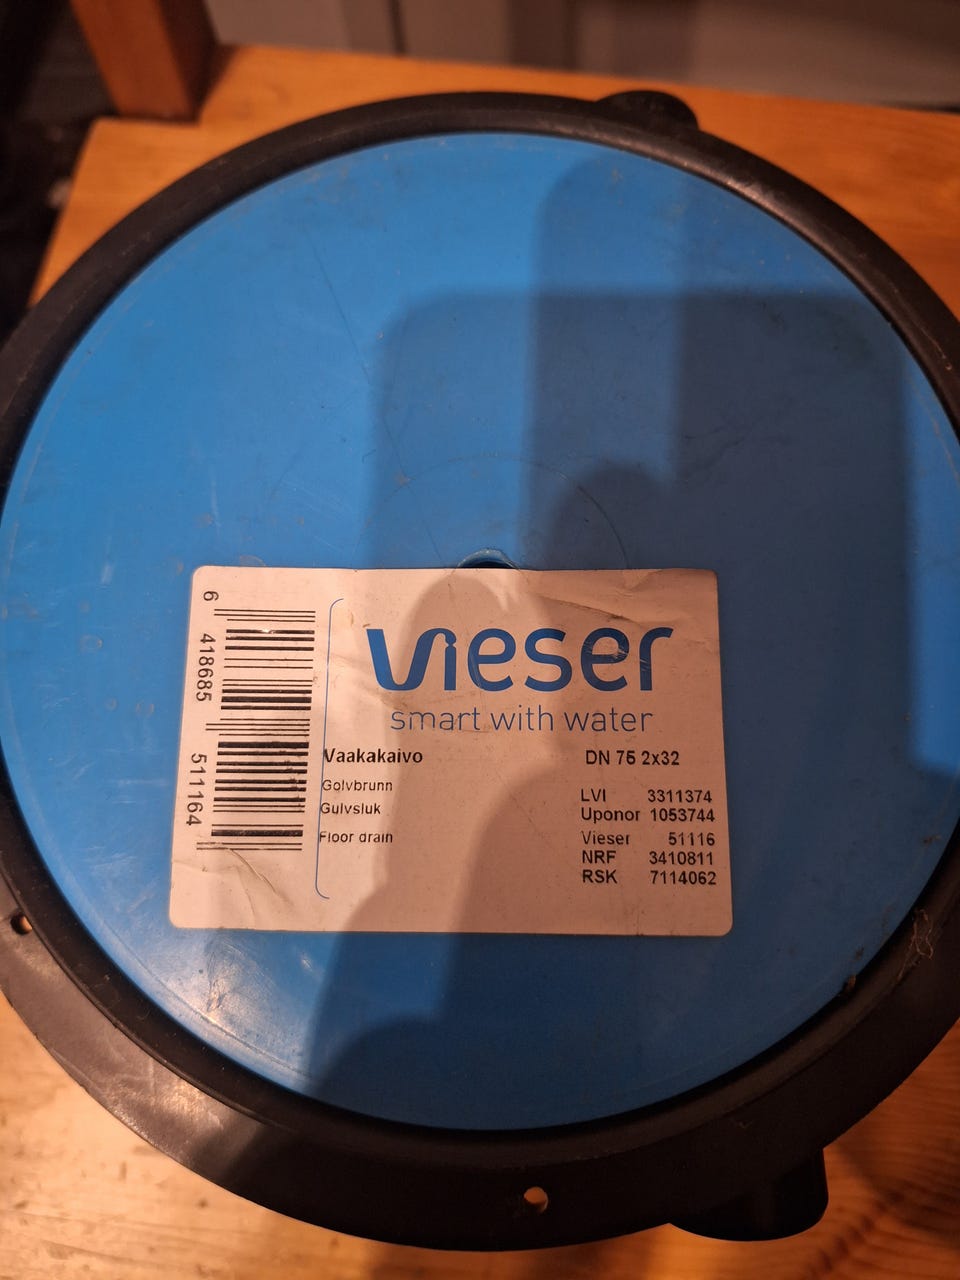 vieser
smart with water
Vaakakaivo DN 75 2x32
Golvbrunn
Gulvsluk
Floor drain
LVI 3311374
Uponor 1053744
Vieser 51116
NRF 3410811
RSK 7114062
6 418685 511164